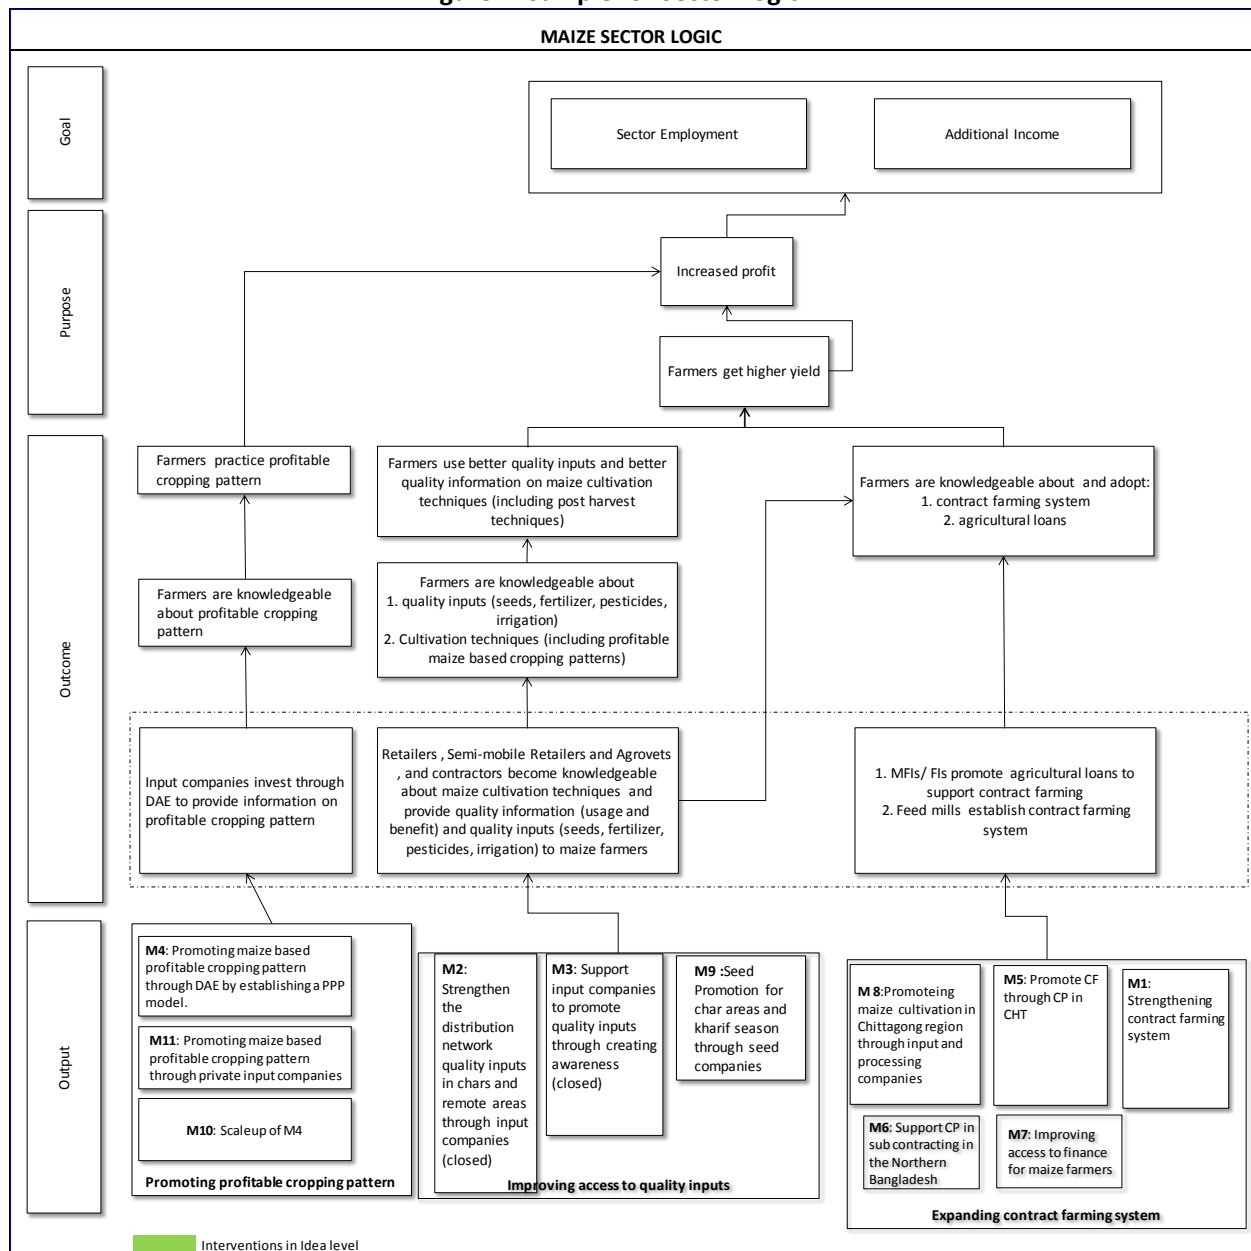 MAIZE SECTOR LOGIC
Goal
Sector Employment
Additional Income
Purpose
Increased profit
Farmers get higher yield
Outcome
Farmers practice profitable
cropping pattern
Farmers use better quality inputs and better
quality information on maize cultivation
techniques (including post harvest
techniques)
Farmers are knowledgeable about and adopt:
1. contract farming system
2. agricultural loans
Farmers are knowledgeable
about profitable cropping
pattern
Farmers are knowledgeable about
1. quality inputs (seeds, fertilizer, pesticides,
irrigation)
2. Cultivation techniques (including profitable
maize based cropping patterns)
Input companies invest through
DAE to provide information on
profitable cropping pattern
Retailers , Semi-mobile Retailers and Agrovets
, and contractors become knowledgeable
about maize cultivation techniques and
provide quality information (usage and
benefit) and quality inputs (seeds, fertilizer,
pesticides, irrigation) to maize farmers
1. MFIs/ FIs promote agricultural loans to
support contract farming
2. Feed mills establish contract farming
system
Output
M4: Promoting maize based
profitable cropping pattern
through DAE by establishing a PPP
model.
M11: Promoting maize based
profitable cropping pattern
through private input companies
M10: Scaleup of M4
Promoting profitable cropping pattern
M2:
Strengthen
the
distribution
network
quality inputs
in chars and
remote areas
through input
companies
(closed)
M3: Support
input companies
to promote
quality inputs
through creating
awareness
(closed)
M9 :Seed
Promotion for
char areas and
kharif season
through seed
companies
Improving access to quality inputs
M 8:Promoteing
maize cultivation in
Chittagong region
through input and
processing
companies
M5: Promote CF
through CP in
CHT
M1:
Strengthening
contract farming
system
M6: Support CP in
sub contracting in
the Northern
Bangladesh
M7: Improving
access to finance
for maize farmers
Expanding contract farming system
Interventions in Idea level